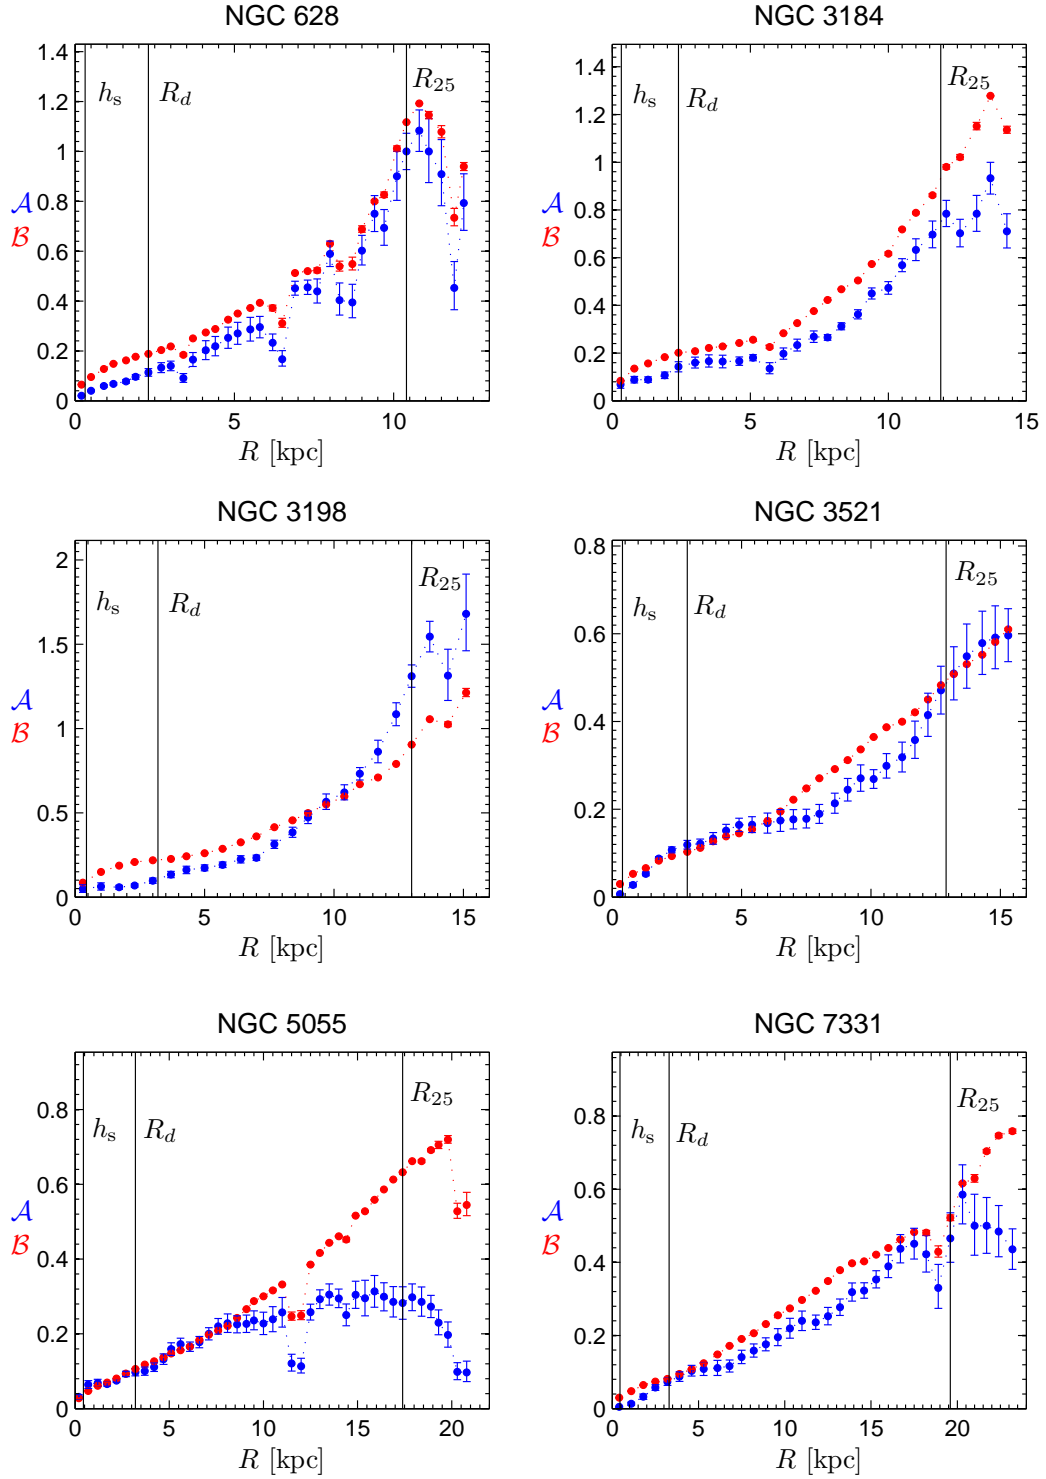 NGC 628
1.4
1.2
1
0.8
0.6
0.4
0.2
0
𝒜
ℬ
h_s
R_d
R_25
0 5 10
R [kpc]
NGC 3184
1.4
1.2
1
0.8
0.6
0.4
0.2
0
𝒜
ℬ
h_s
R_d
R_25
0 5 10 15
R [kpc]
NGC 3198
2
1.5
1
0.5
0
𝒜
ℬ
h_s
R_d
R_25
0 5 10 15
R [kpc]
NGC 3521
0.8
0.6
0.4
0.2
0
𝒜
ℬ
h_s
R_d
R_25
0 5 10 15
R [kpc]
NGC 5055
0.8
0.6
0.4
0.2
0
𝒜
ℬ
h_s
R_d
R_25
0 5 10 15 20
R [kpc]
NGC 7331
0.8
0.6
0.4
0.2
0
𝒜
ℬ
h_s
R_d
R_25
0 5 10 15 20
R [kpc]